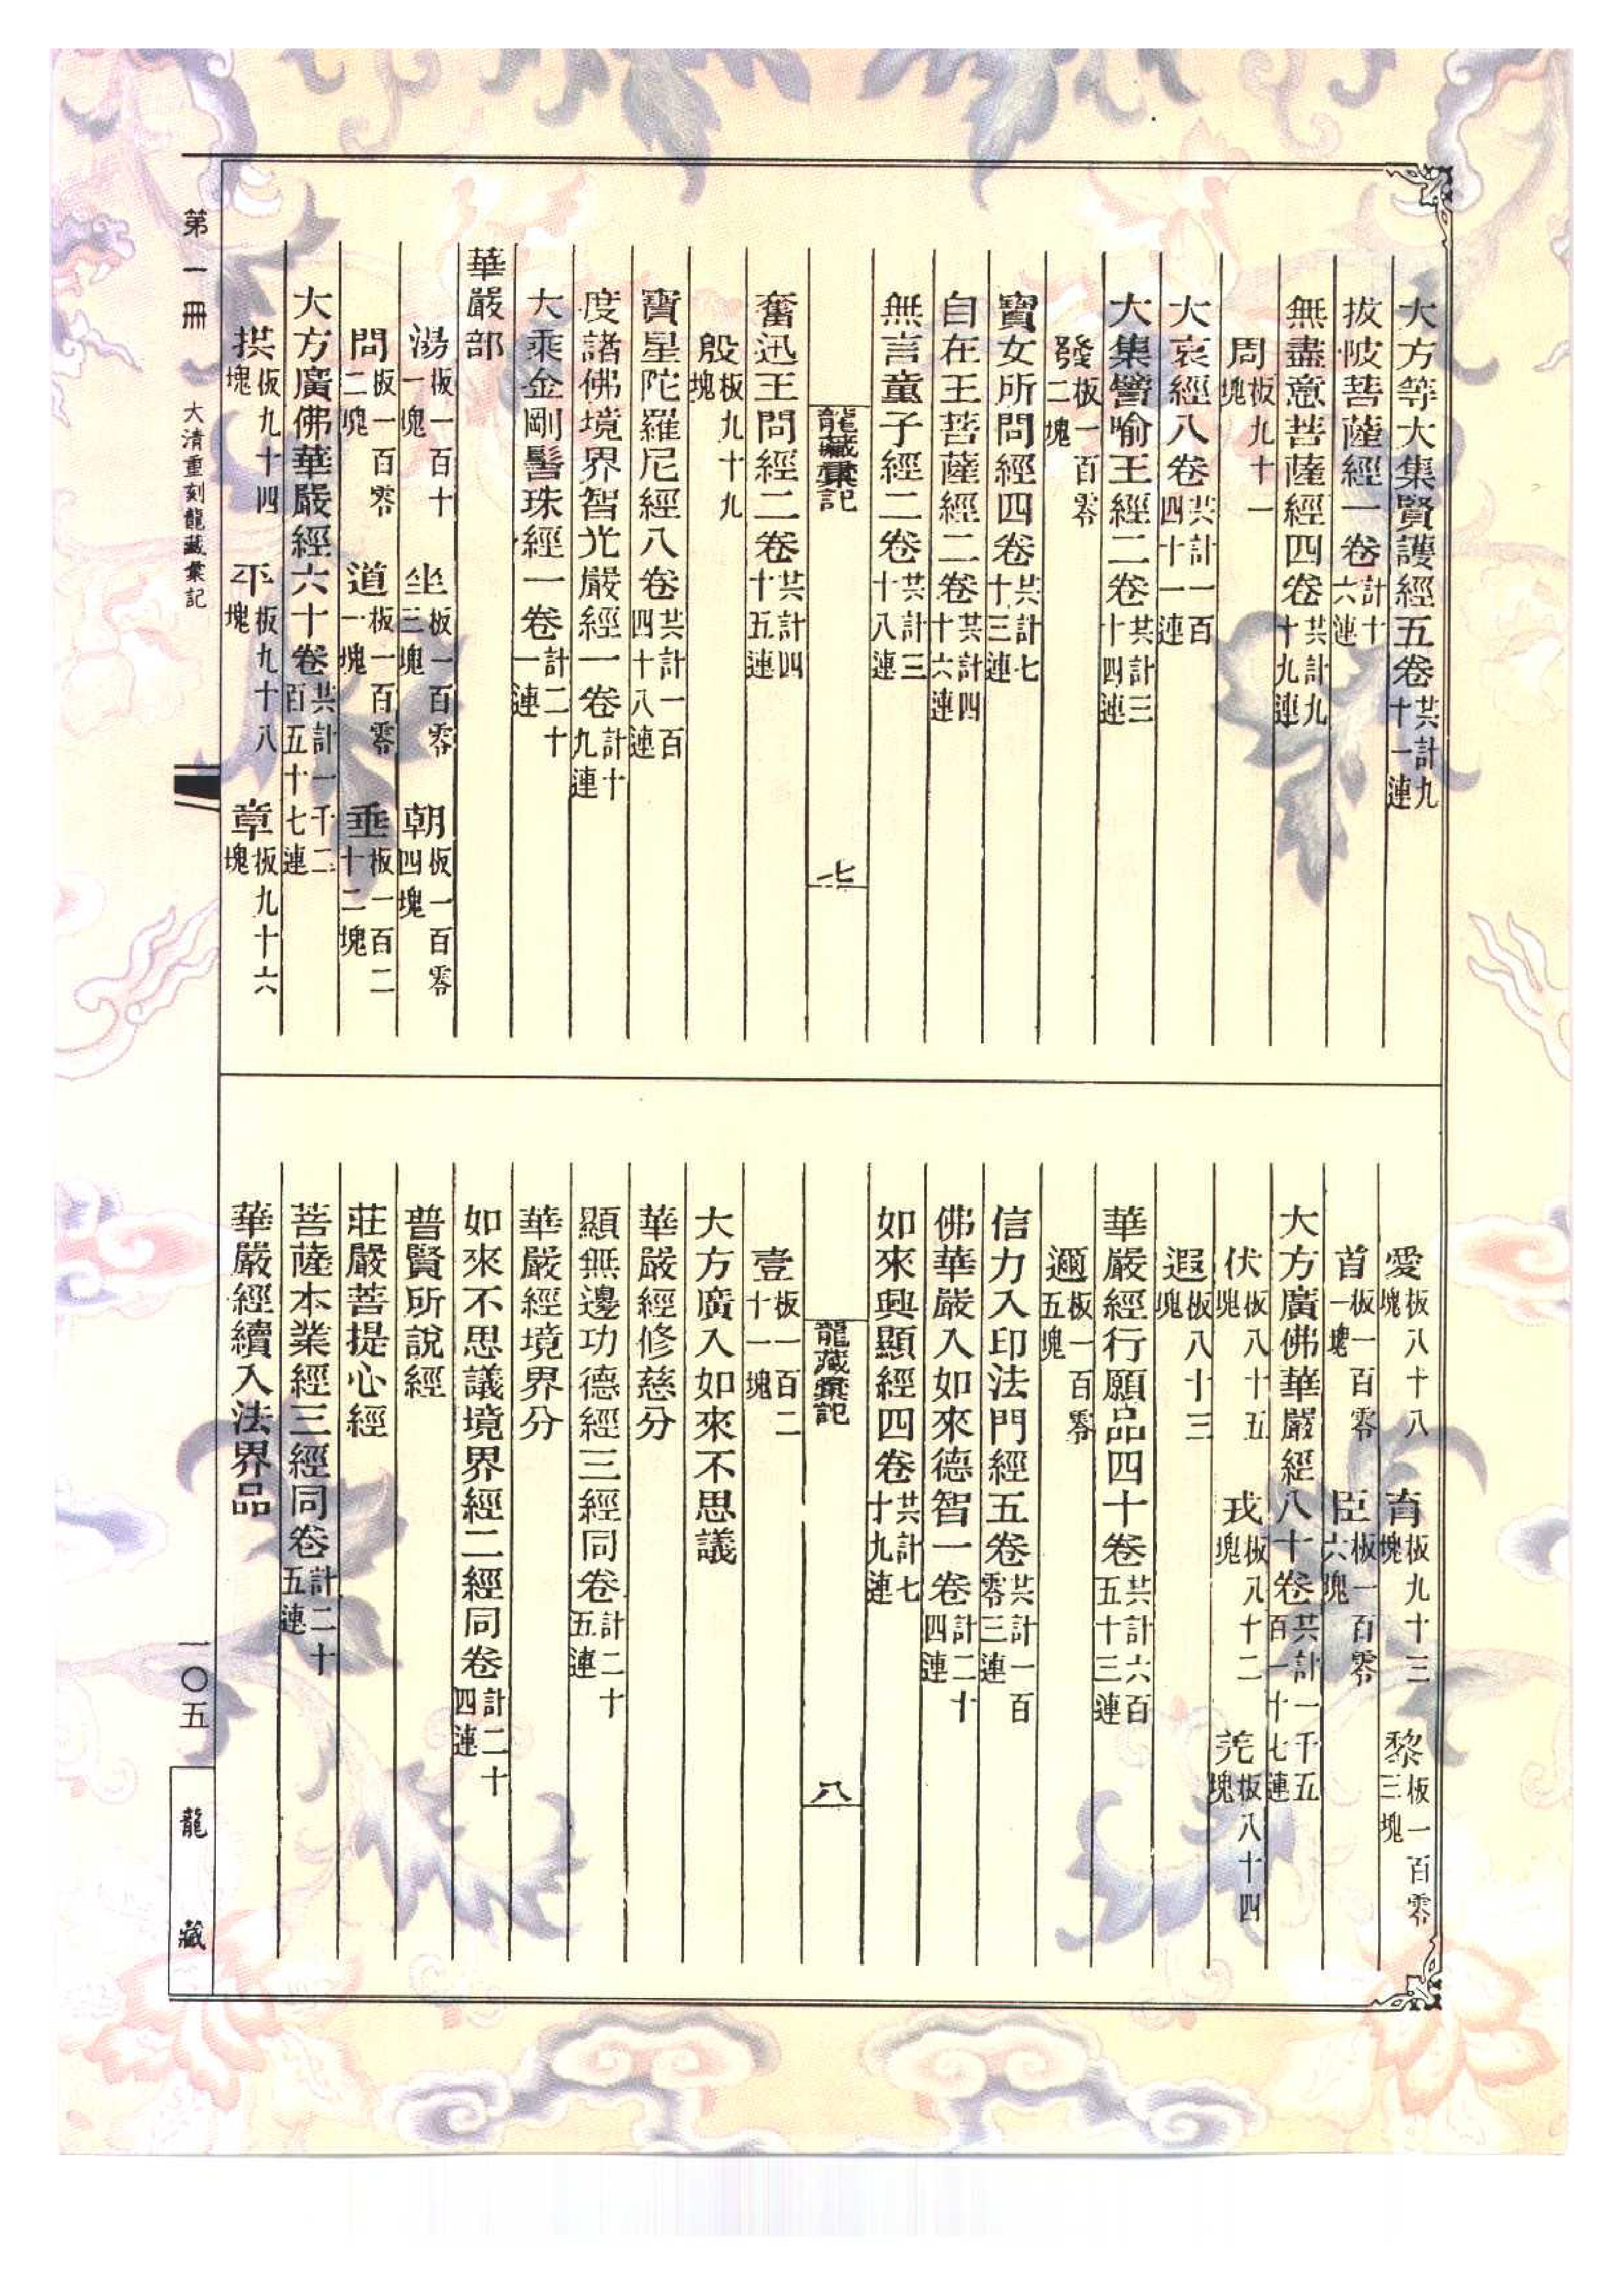 大方等大集賢護經五卷共計九十一連
拔陂菩薩經一卷計十六連
無盡意菩薩經四卷共計九十九連
周板九十一塊
大哀經八卷共計一百四十一連
大集譬喻王經二卷共計三十四連
發板一百零二塊
寶女所問經四卷共計七十三連
自在王菩薩經二卷共計四十六連
無言童子經二卷共計三十八連
龍藏彙記 七
奮迅王問經二卷共計四十五連
殷板九十九塊
寶星陀羅尼經八卷共計一百四十八連
度諸佛境界智光嚴經一卷計十九連
大乘金剛髻珠經一卷計二十一連
華嚴部
湯板一百十一塊 坐板一百零三塊 朝板一百零四塊
問板一百零二塊 道板一百零一塊 垂板一百二十二塊
大方廣佛華嚴經六十卷共計一千二百五十七連
拱板九十四塊 平板九十八塊 章板九十六塊
愛板八十八塊 育板九十三塊 黎板一百零三塊
首板一百零一塊 臣板一百零六塊
大方廣佛華嚴經八十卷共計一千五百一十七連
伏板八十五塊 戎板八十二塊 羌板八十四塊
遐板八十三塊
華嚴經行願品四十卷共計六百五十三連
邇板一百零五塊
信力入印法門經五卷共計一百零三連
佛華嚴入如來德智一卷計二十四連
如來興顯經四卷共計七十九連
龍藏彙記 八
壹板一百二十一塊
大方廣入如來不思議
華嚴經修慈分
顯無邊功德經三經同卷計二十五連
華嚴經境界分
如來不思議境界經二經同卷計二十四連
普賢所說經
莊嚴菩提心經
菩薩本業經三經同卷計二十五連
華嚴經續入法界品
第一冊 大清重刻龍藏彙記
一〇五
龍藏